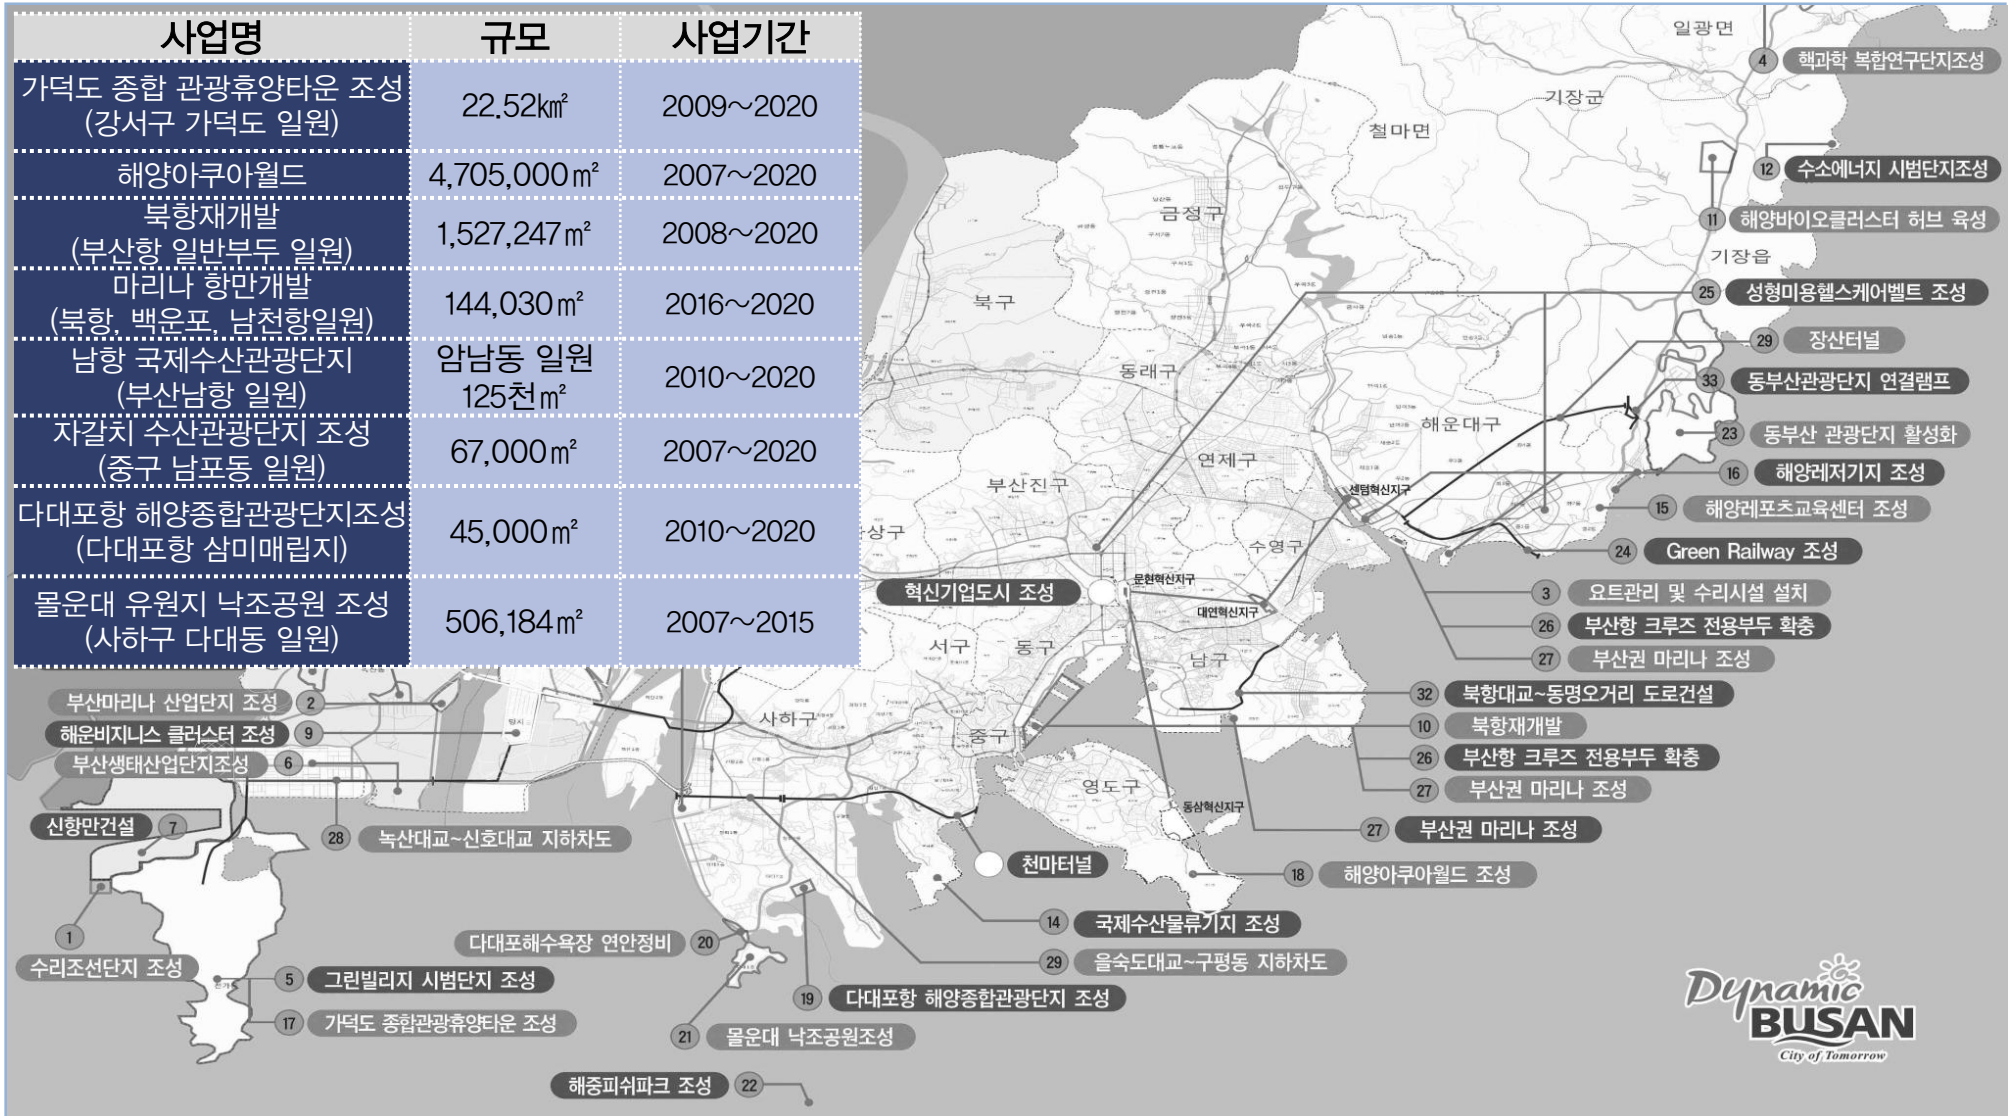 사업명 규모 사업기간
가덕도 종합 관광휴양타운 조성
(강서구 가덕도 일원)
22.52㎢ 2009~2020
해양아쿠아월드 4,705,000㎡ 2007~2020
북항재개발
(부산항 일반부두 일원)
1,527,247㎡ 2008~2020
마리나 항만개발
(북항, 백운포, 남천항일원)
144,030㎡ 2016~2020
남항 국제수산관광단지
(부산남항 일원)
암남동 일원
125천㎡
2010~2020
자갈치 수산관광단지 조성
(중구 남포동 일원)
67,000㎡ 2007~2020
다대포항 해양종합관광단지조성
(다대포항 삼미매립지)
45,000㎡ 2010~2020
몰운대 유원지 낙조공원 조성
(사하구 다대동 일원)
506,184㎡ 2007~2015
일광면
4 핵과학 복합연구단지조성
기장군
철마면
12 수소에너지 시범단지조성
금정구
11 해양바이오클러스터 허브 육성
기장읍
25 성형미용헬스케어벨트 조성
북구
29 장산터널
동래구
33 동부산관광단지 연결램프
해운대구
23 동부산 관광단지 활성화
연제구
16 해양레저기지 조성
부산진구
센텀혁신지구
15 해양레포츠교육센터 조성
상구
수영구
24 Green Railway 조성
문현혁신지구
혁신기업도시 조성
대연혁신지구
3 요트관리 및 수리시설 설치
26 부산항 크루즈 전용부두 확충
27 부산권 마리나 조성
서구
동구
남구
32 북항대교~동명오거리 도로건설
부산마리나 산업단지 조성 2
사하구
10 북항재개발
해운비지니스 클러스터 조성 9
중구
26 부산항 크루즈 전용부두 확충
부산생태산업단지조성 6
영도구
27 부산권 마리나 조성
동삼혁신지구
신항만건설 7
27 부산권 마리나 조성
28 녹산대교~신호대교 지하차도
천마터널
18 해양아쿠아월드 조성
14 국제수산물류기지 조성
1
수리조선단지 조성
다대포해수욕장 연안정비 20
29 을숙도대교~구평동 지하차도
5 그린빌리지 시범단지 조성
19 다대포항 해양종합관광단지 조성
17 가덕도 종합관광휴양타운 조성
21 몰운대 낙조공원조성
해중피쉬파크 조성 22
Dynamic
BUSAN
City of Tomorrow